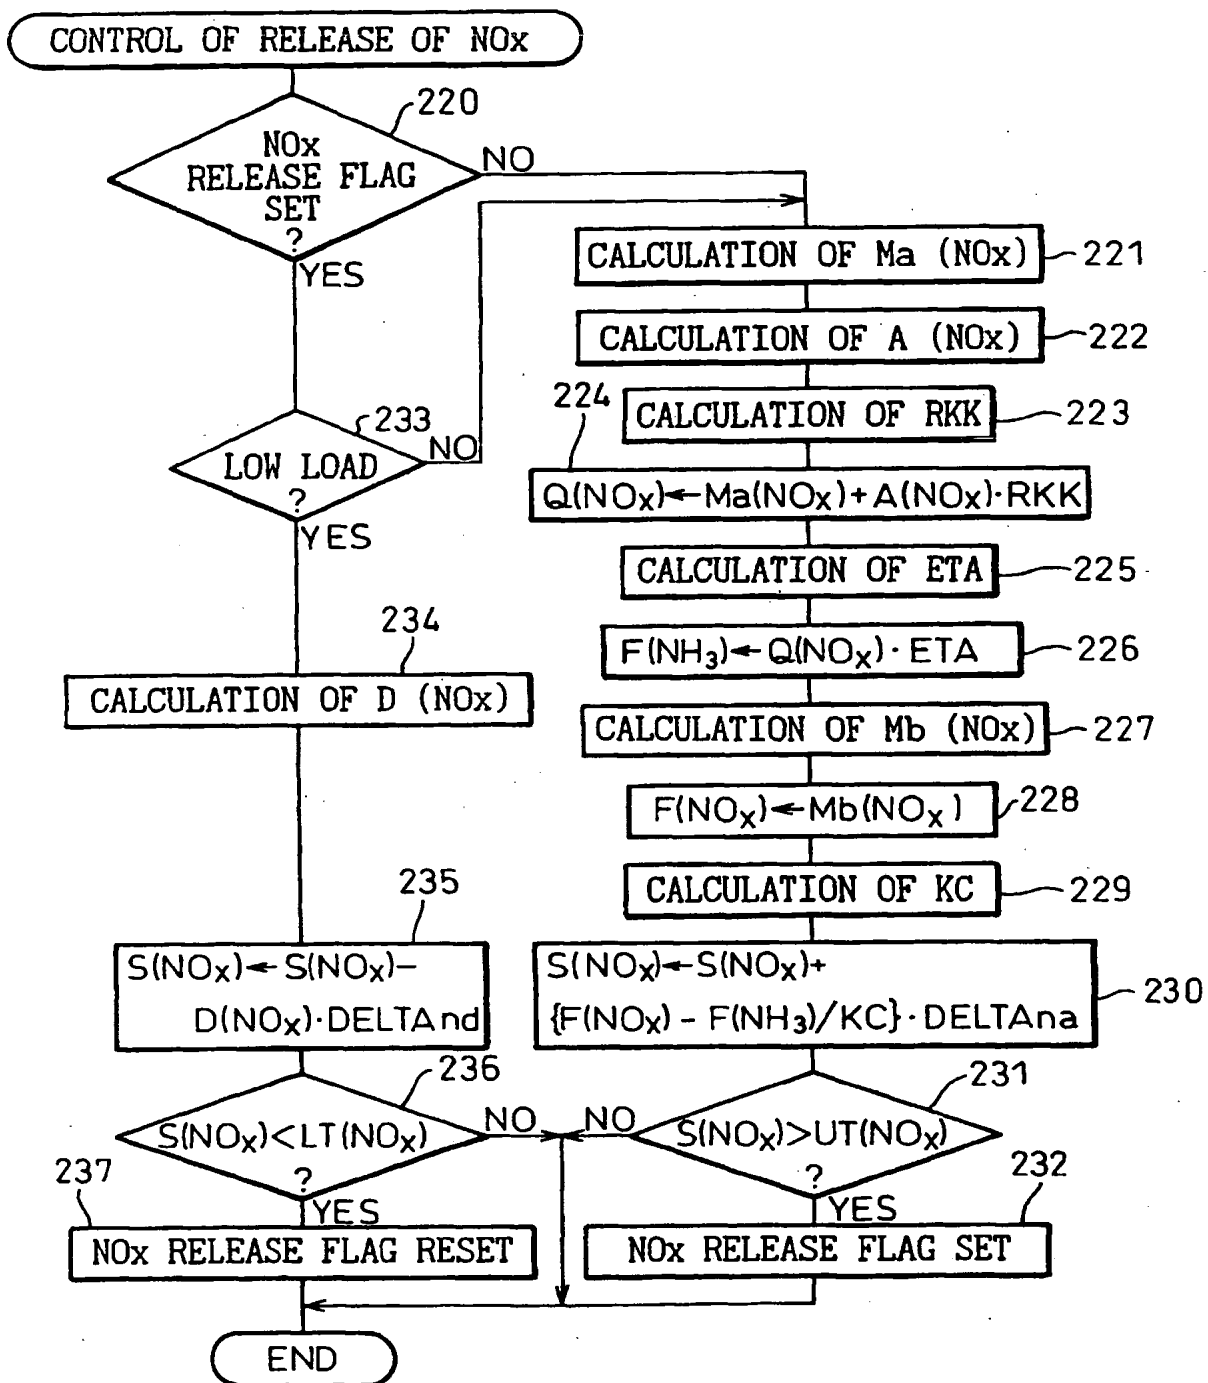 CONTROL OF RELEASE OF NOx
220
NOx
RELEASE FLAG
SET
?
NO
YES
CALCULATION OF Ma (NOx)
221
CALCULATION OF A (NOx)
222
224
CALCULATION OF RKK
223
233
LOW LOAD
?
NO
YES
Q(NOx)←Ma(NOx)+A(NOx)·RKK
CALCULATION OF ETA
225
234
F(NH3)←Q(NOx)·ETA
226
CALCULATION OF D (NOx)
CALCULATION OF Mb (NOx)
227
F(NOx)←Mb(NOx)
228
235
CALCULATION OF KC
229
S(NOx)←S(NOx)−
D(NOx)·DELTAnd
S(NOx)←S(NOx)+
{F(NOx) - F(NH3)/KC}·DELTAna
230
236
S(NOx)<LT(NOx)
?
NO
YES
231
NO
S(NOx)>UT(NOx)
?
YES
237
NOx RELEASE FLAG RESET
232
NOx RELEASE FLAG SET
END